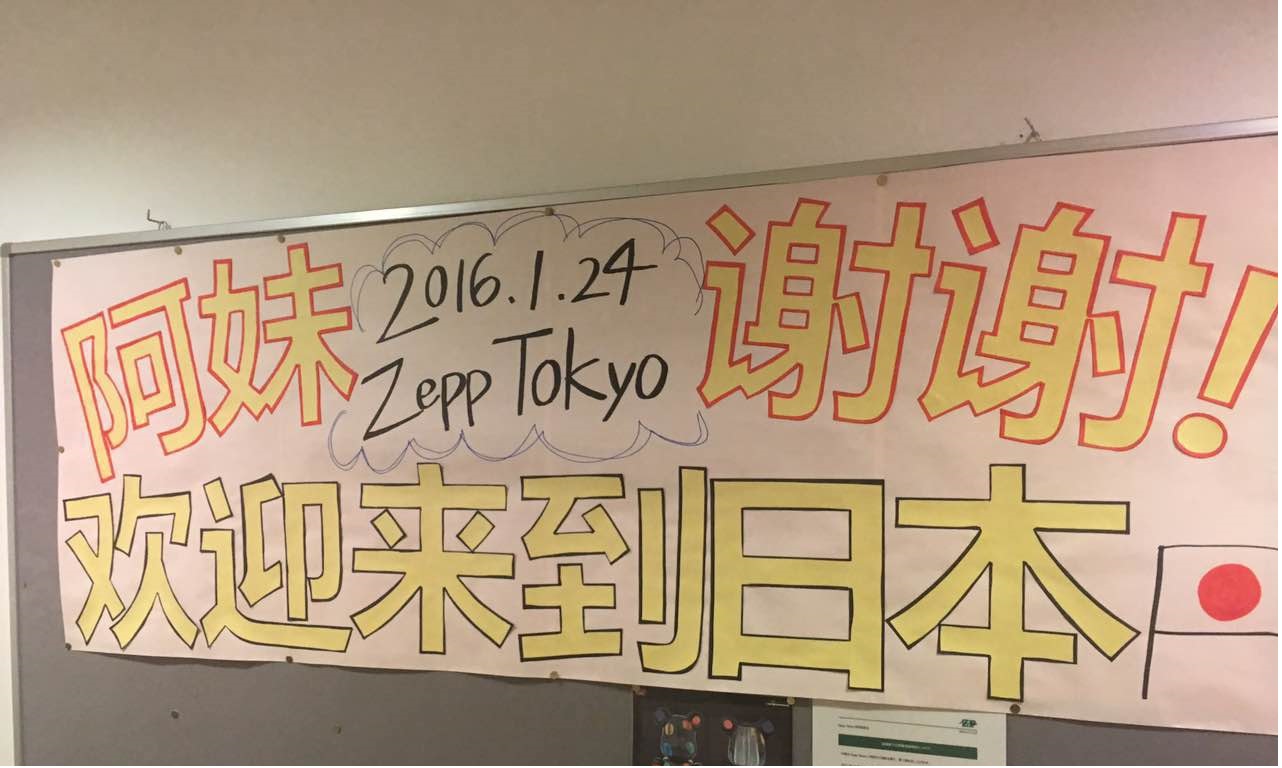 阿妹 2016.1.24 谢谢!
Zepp Tokyo
欢迎来到日本